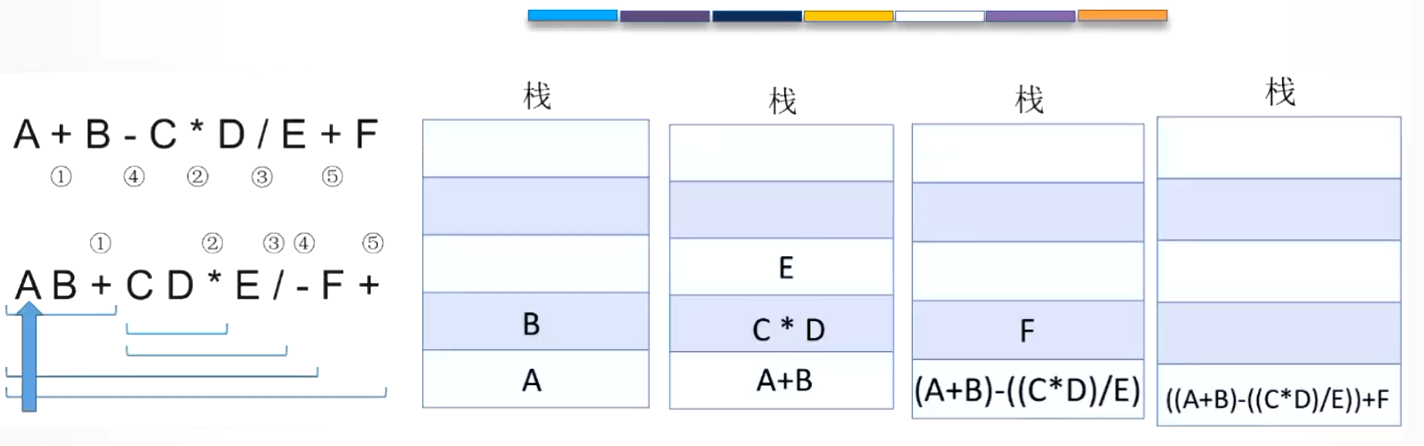 A + B - C * D / E + F
① ④ ② ③ ⑤
① ② ③ ④ ⑤
A B + C D * E / - F +
栈
B
A
栈
E
C * D
A+B
栈
F
(A+B)-((C*D)/E)
栈
((A+B)-((C*D)/E))+F